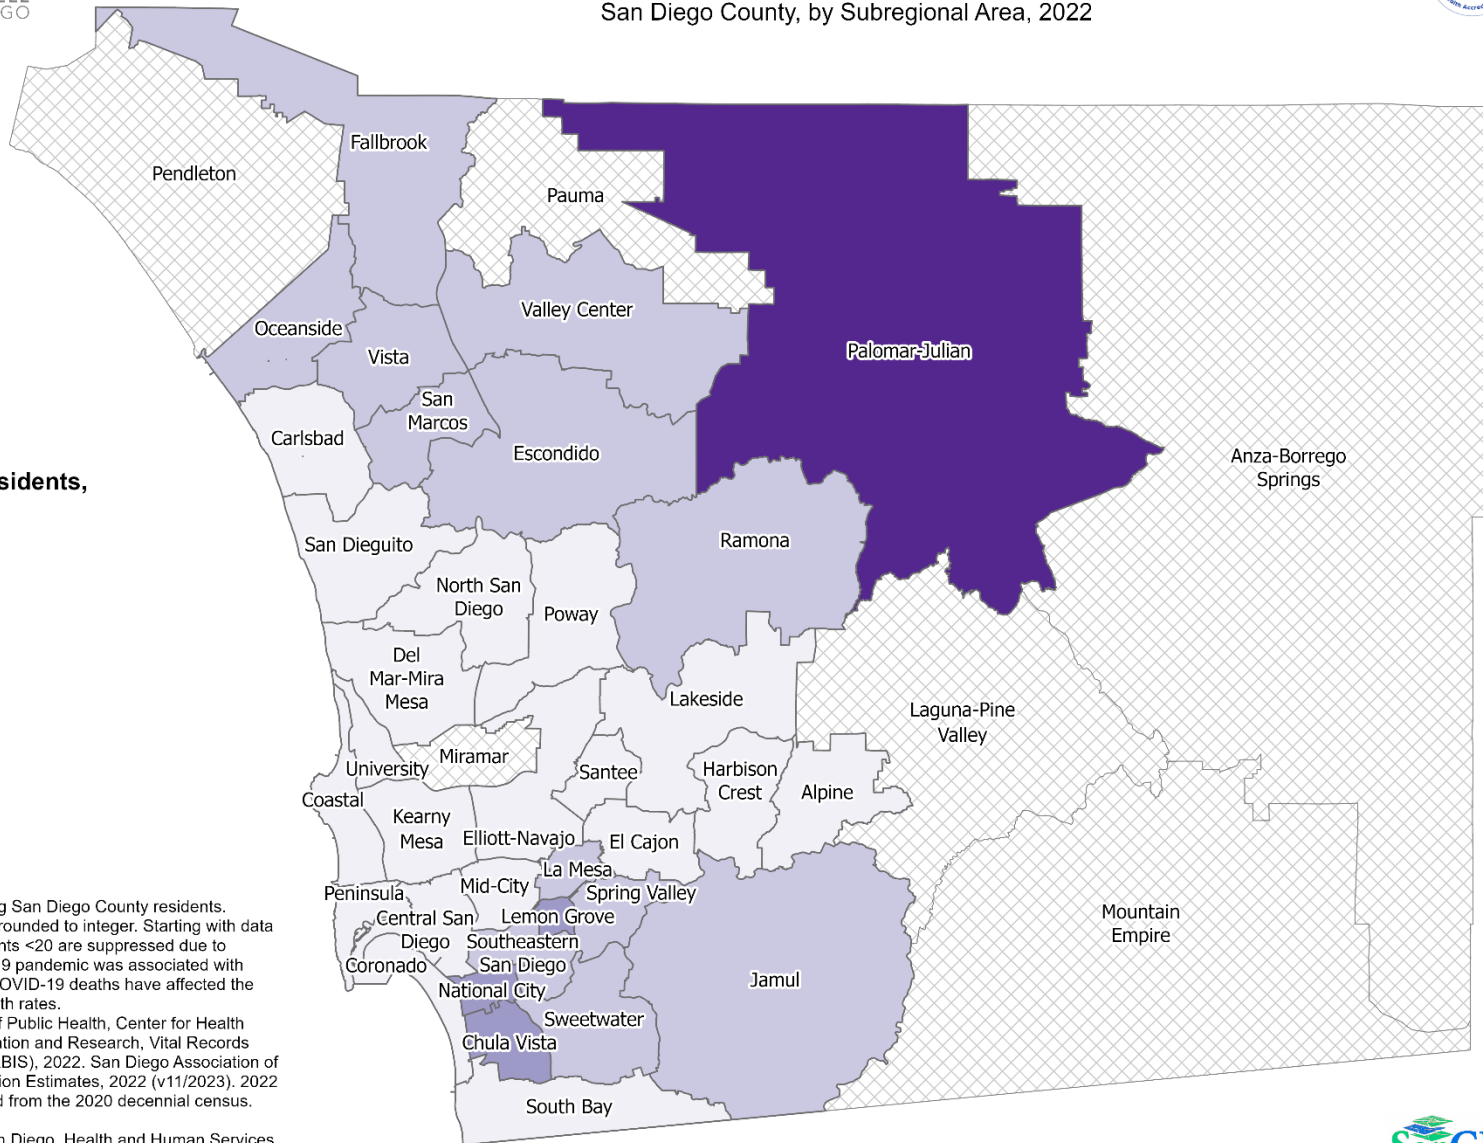 GO
San Diego County, by Subregional Area, 2022
Fallbrook
Pendleton
Pauma
Valley Center
Oceanside
Vista
Palomar-Julian
San
Marcos
Carlsbad
Escondido
Anza-Borrego
Springs
sidents,
San Dieguito
Ramona
North San
Diego
Poway
Del
Mar-Mira
Mesa
Lakeside
Laguna-Pine
Valley
Miramar
University
Santee
Harbison
Crest
Alpine
Coastal
Kearny
Mesa
Elliott-Navajo
El Cajon
La Mesa
Peninsula
Mid-City
Spring Valley
Central San
Diego
Lemon Grove
Mountain
Empire
Southeastern
San Diego
Coronado
Jamul
National City
Sweetwater
Chula Vista
South Bay
g San Diego County residents.
rounded to integer. Starting with data
nts <20 are suppressed due to
9 pandemic was associated with
OVID-19 deaths have affected the
th rates.
f Public Health, Center for Health
ation and Research, Vital Records
BIS), 2022. San Diego Association of
ion Estimates, 2022 (v11/2023). 2022
d from the 2020 decennial census.
n Diego, Health and Human Services